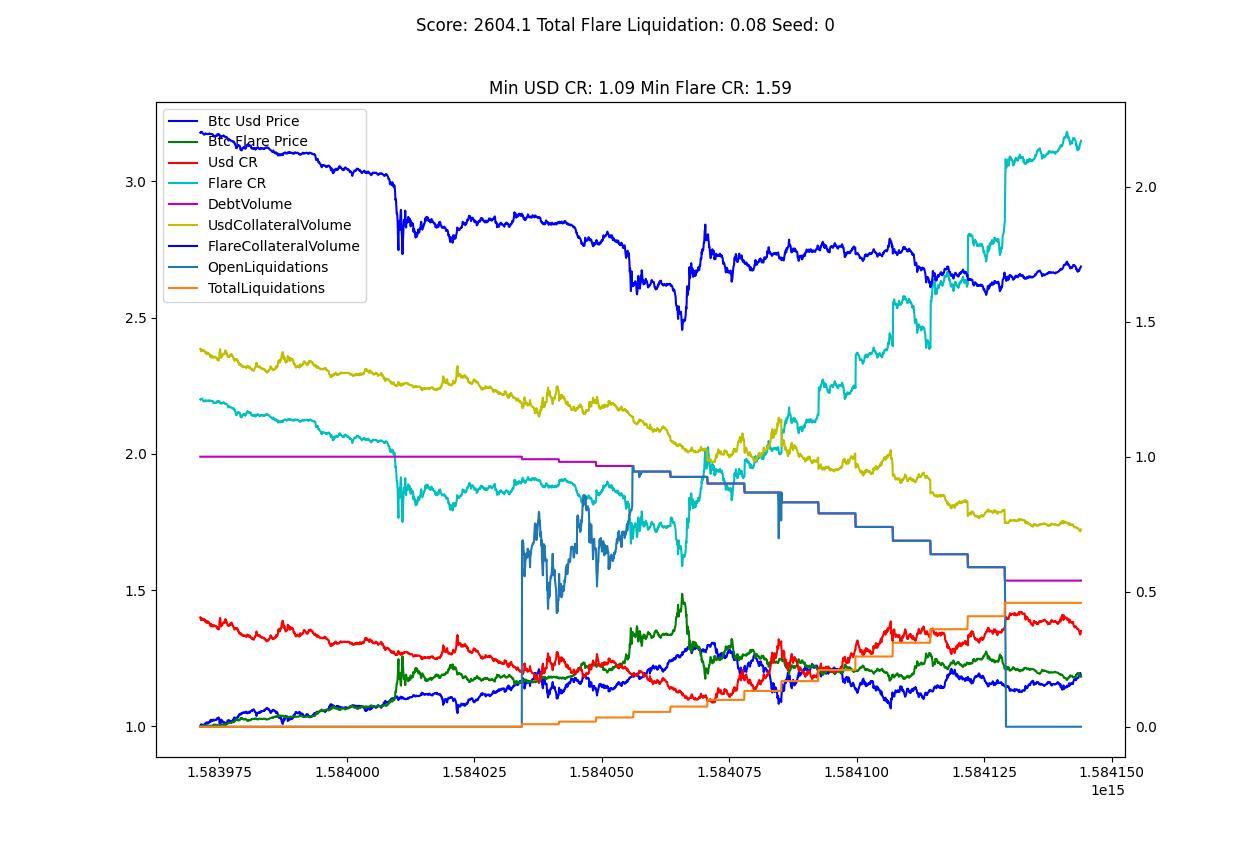 Score: 2604.1 Total Flare Liquidation: 0.08 Seed: 0
Min USD CR: 1.09 Min Flare CR: 1.59
Btc Usd Price
Btc Flare Price
Usd CR
Flare CR
DebtVolume
UsdCollateralVolume
FlareCollateralVolume
OpenLiquidations
TotalLiquidations
3.0
2.5
2.0
1.5
1.0
2.0
1.5
1.0
0.5
0.0
1.583975 1.584000 1.584025 1.584050 1.584075 1.584100 1.584125 1.584150
1e15